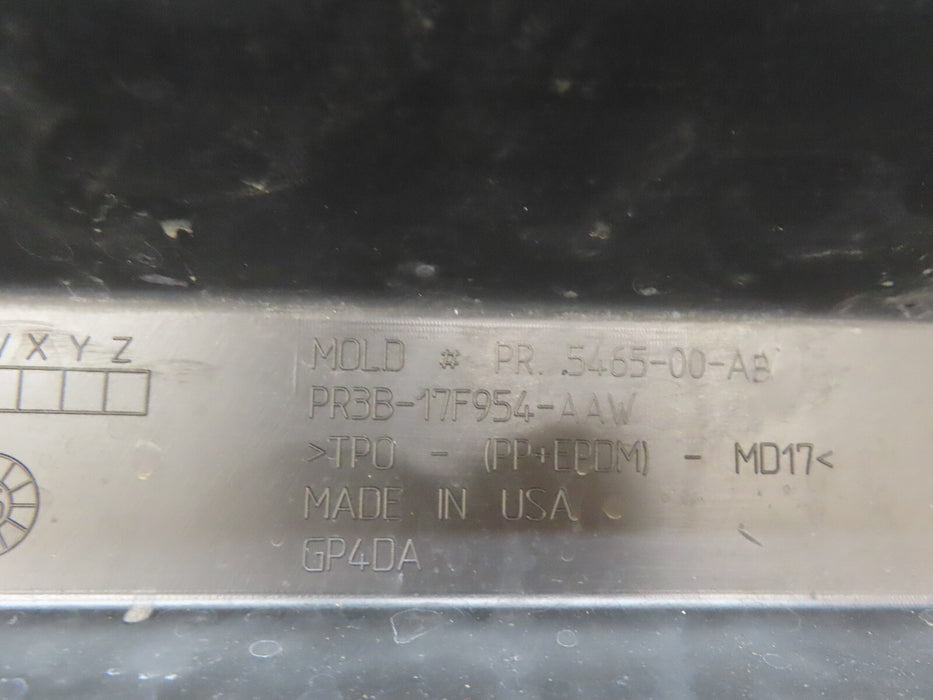 X Y Z
MOLD # PR. 5465-00-AB
PR3B-17F954-AAW
>TPO - (PP+EPDM) - MD17<
MADE IN USA
GP4DA